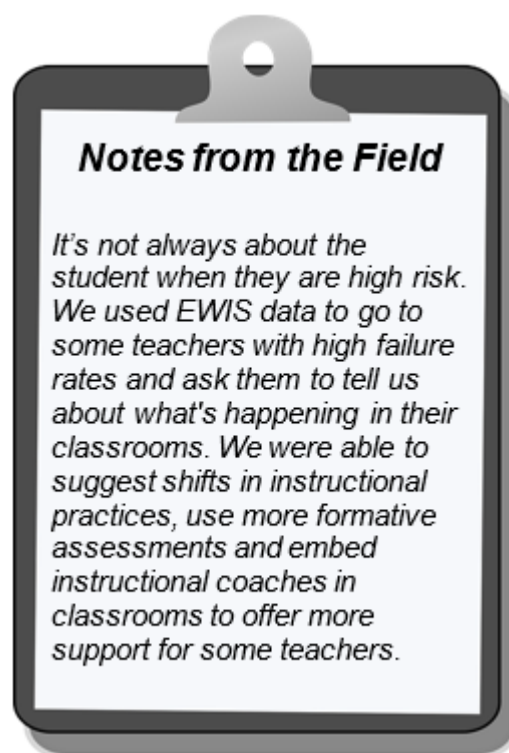 Notes from the Field
It’s not always about the
student when they are high risk.
We used EWIS data to go to
some teachers with high failure
rates and ask them to tell us
about what's happening in their
classrooms. We were able to
suggest shifts in instructional
practices, use more formative
assessments and embed
instructional coaches in
classrooms to offer more
support for some teachers.